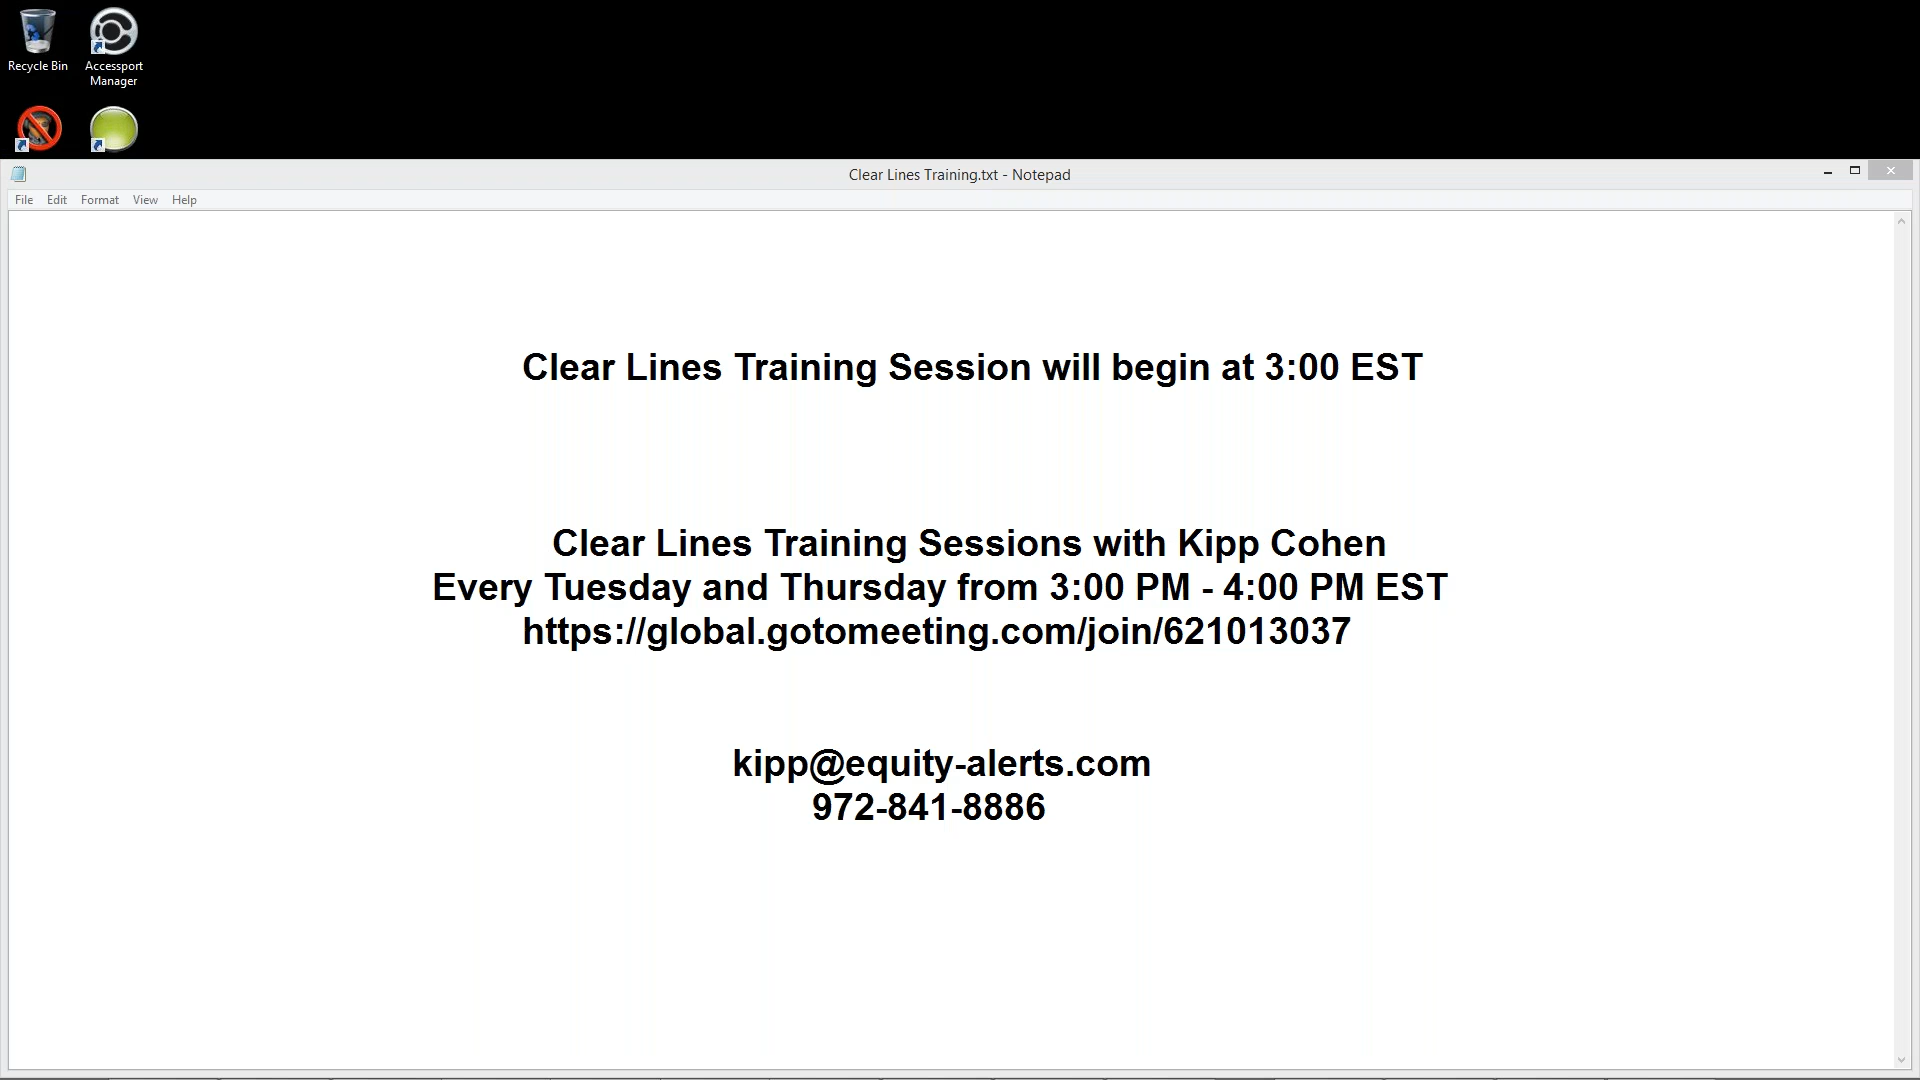 Recycle Bin
Accessport
Manager
Clear Lines Training.txt - Notepad
File Edit Format View Help
Clear Lines Training Session will begin at 3:00 EST
Clear Lines Training Sessions with Kipp Cohen
Every Tuesday and Thursday from 3:00 PM - 4:00 PM EST
https://global.gotomeeting.com/join/621013037
kipp@equity-alerts.com
972-841-8886